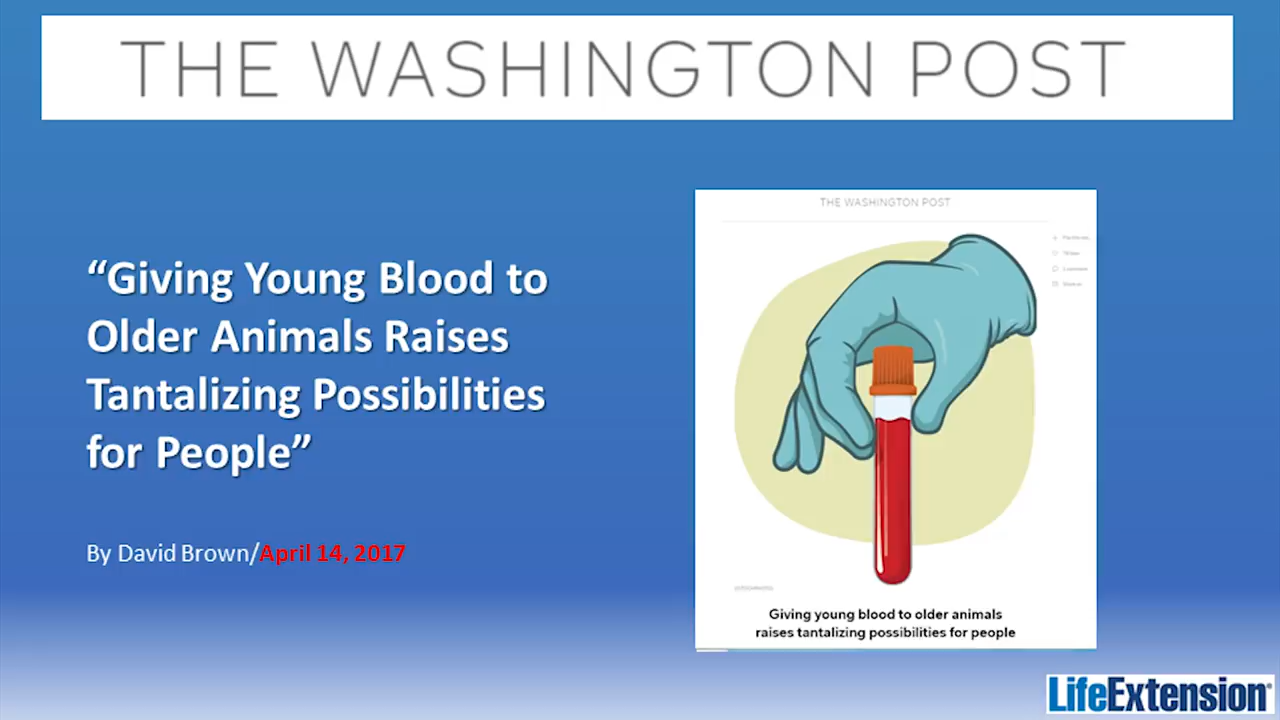 THE WASHINGTON POST
“Giving Young Blood to
Older Animals Raises
Tantalizing Possibilities
for People”
By David Brown/April 14, 2017
THE WASHINGTON POST
Giving young blood to older animals
raises tantalizing possibilities for people
LifeExtension®